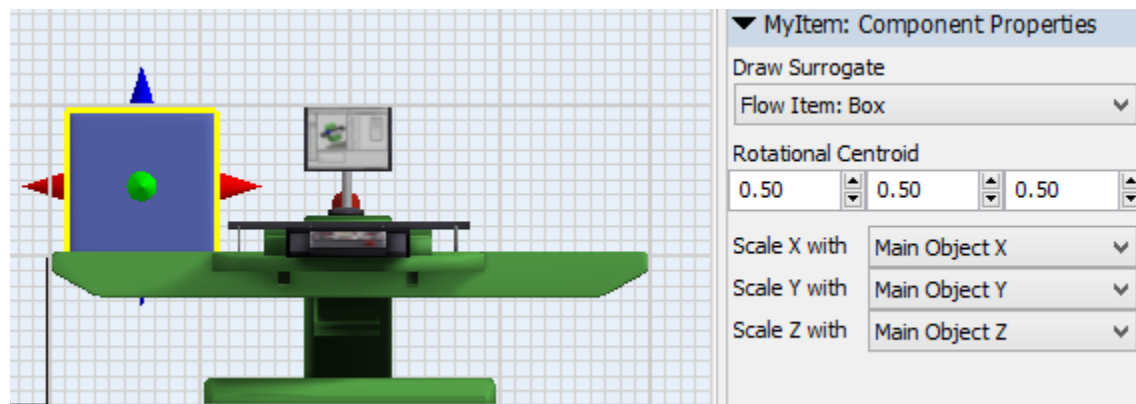 MyItem: Component Properties
Draw Surrogate
Flow Item: Box
Rotational Centroid
0.50 0.50 0.50
Scale X with Main Object X
Scale Y with Main Object Y
Scale Z with Main Object Z